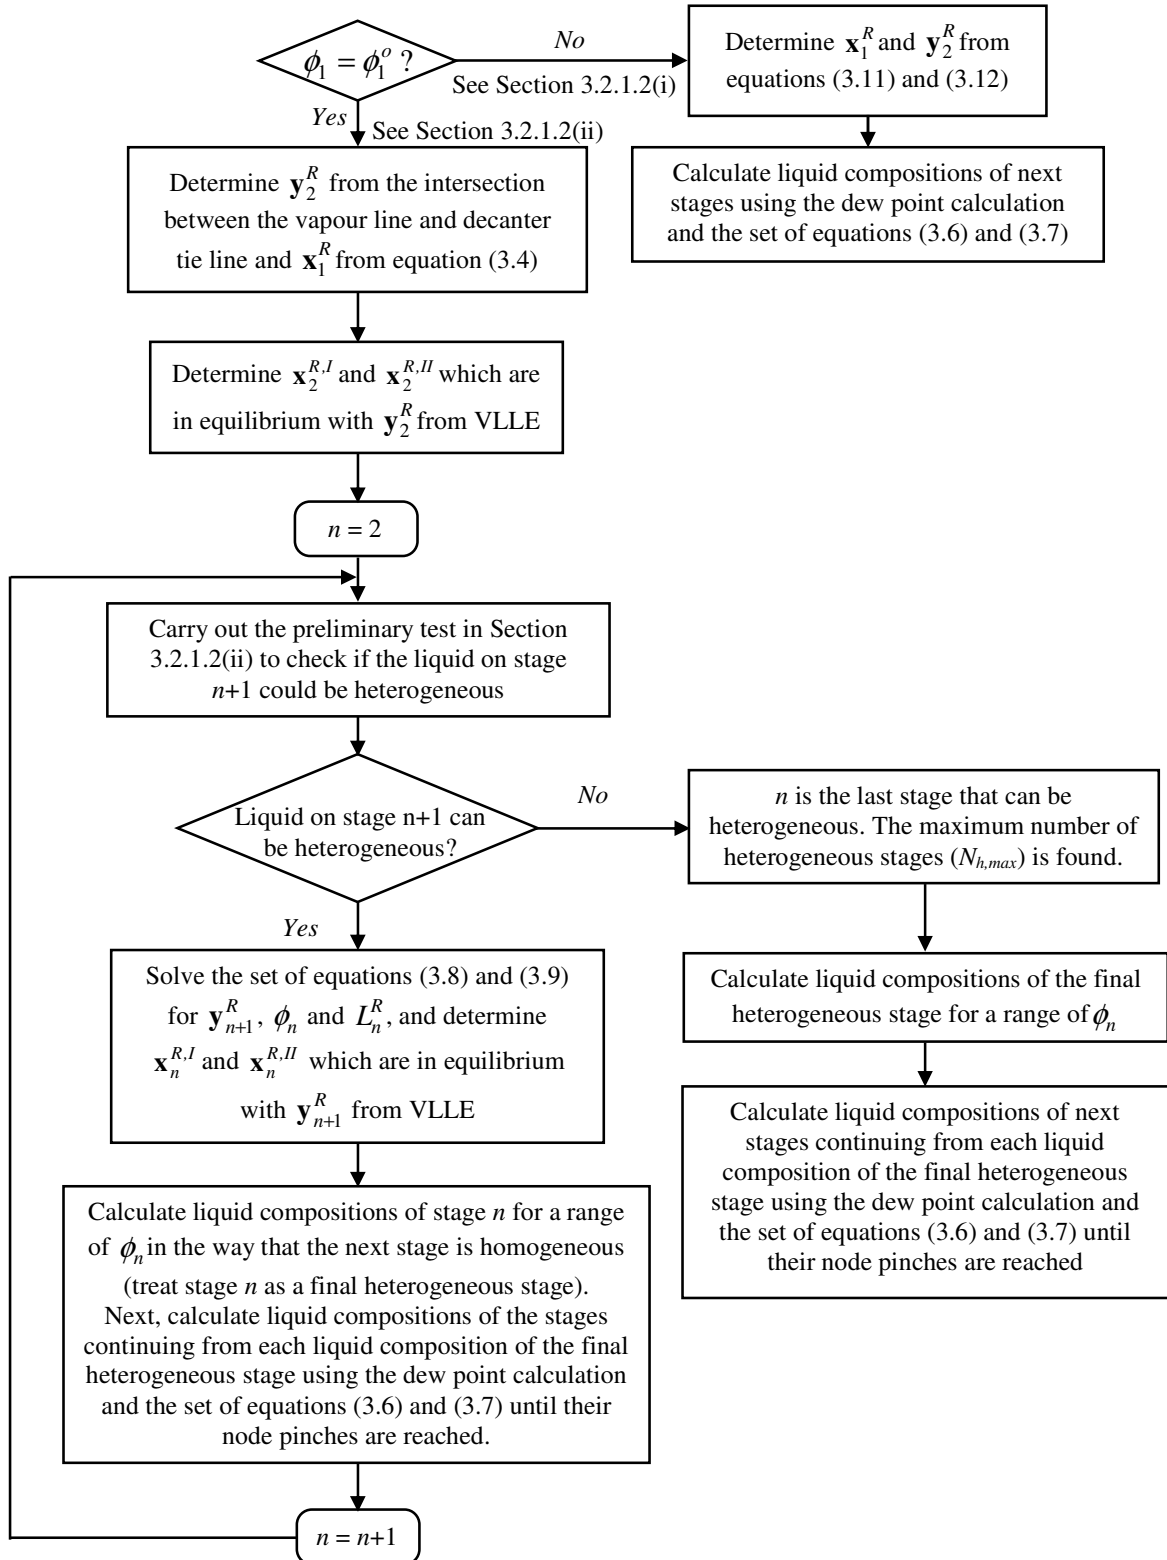 ϕ₁ = ϕ₁ᵒ ?
No
See Section 3.2.1.2(i)
Determine x₁ᴿ and y₂ᴿ from
equations (3.11) and (3.12)
Calculate liquid compositions of next
stages using the dew point calculation
and the set of equations (3.6) and (3.7)
Yes
See Section 3.2.1.2(ii)
Determine y₂ᴿ from the intersection
between the vapour line and decanter
tie line and x₁ᴿ from equation (3.4)
Determine x₂^{R,I} and x₂^{R,II} which are
in equilibrium with y₂ᴿ from VLLE
n = 2
Carry out the preliminary test in Section
3.2.1.2(ii) to check if the liquid on stage
n+1 could be heterogeneous
Liquid on stage n+1 can
be heterogeneous?
No
n is the last stage that can be
heterogeneous. The maximum number of
heterogeneous stages (N_{h,max}) is found.
Calculate liquid compositions of the final
heterogeneous stage for a range of ϕₙ
Calculate liquid compositions of next
stages continuing from each liquid
composition of the final heterogeneous
stage using the dew point calculation and
the set of equations (3.6) and (3.7) until
their node pinches are reached
Yes
Solve the set of equations (3.8) and (3.9)
for y_{n+1}^R, ϕₙ and Lₙᴿ, and determine
xₙ^{R,I} and xₙ^{R,II} which are in equilibrium
with y_{n+1}^R from VLLE
Calculate liquid compositions of stage n for a range
of ϕₙ in the way that the next stage is homogeneous
(treat stage n as a final heterogeneous stage).
Next, calculate liquid compositions of the stages
continuing from each liquid composition of the final
heterogeneous stage using the dew point calculation
and the set of equations (3.6) and (3.7) until their
node pinches are reached.
n = n+1